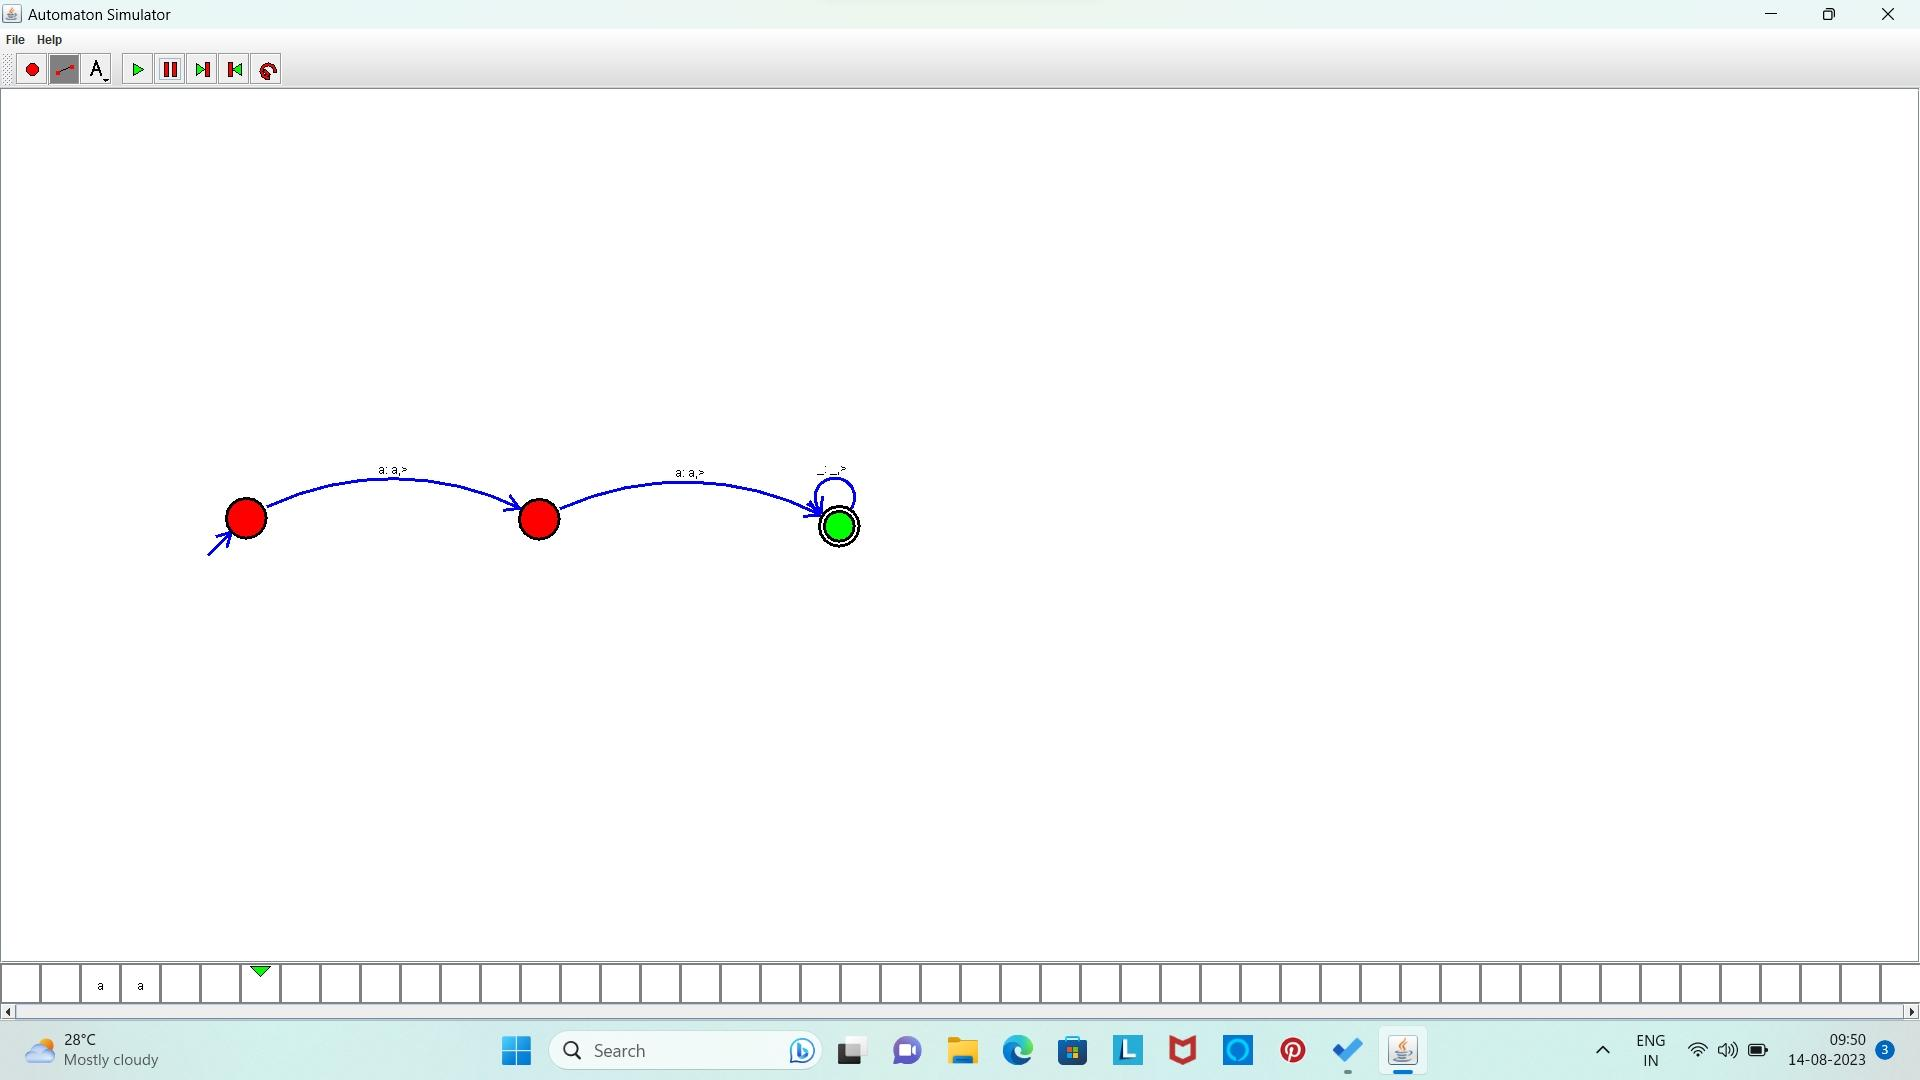 Automaton Simulator
File Help
A
a: a,>
a: a,>
_: _,>
a a
28°C
Mostly cloudy
Search
L
ENG
IN
09:50
14-08-2023
3